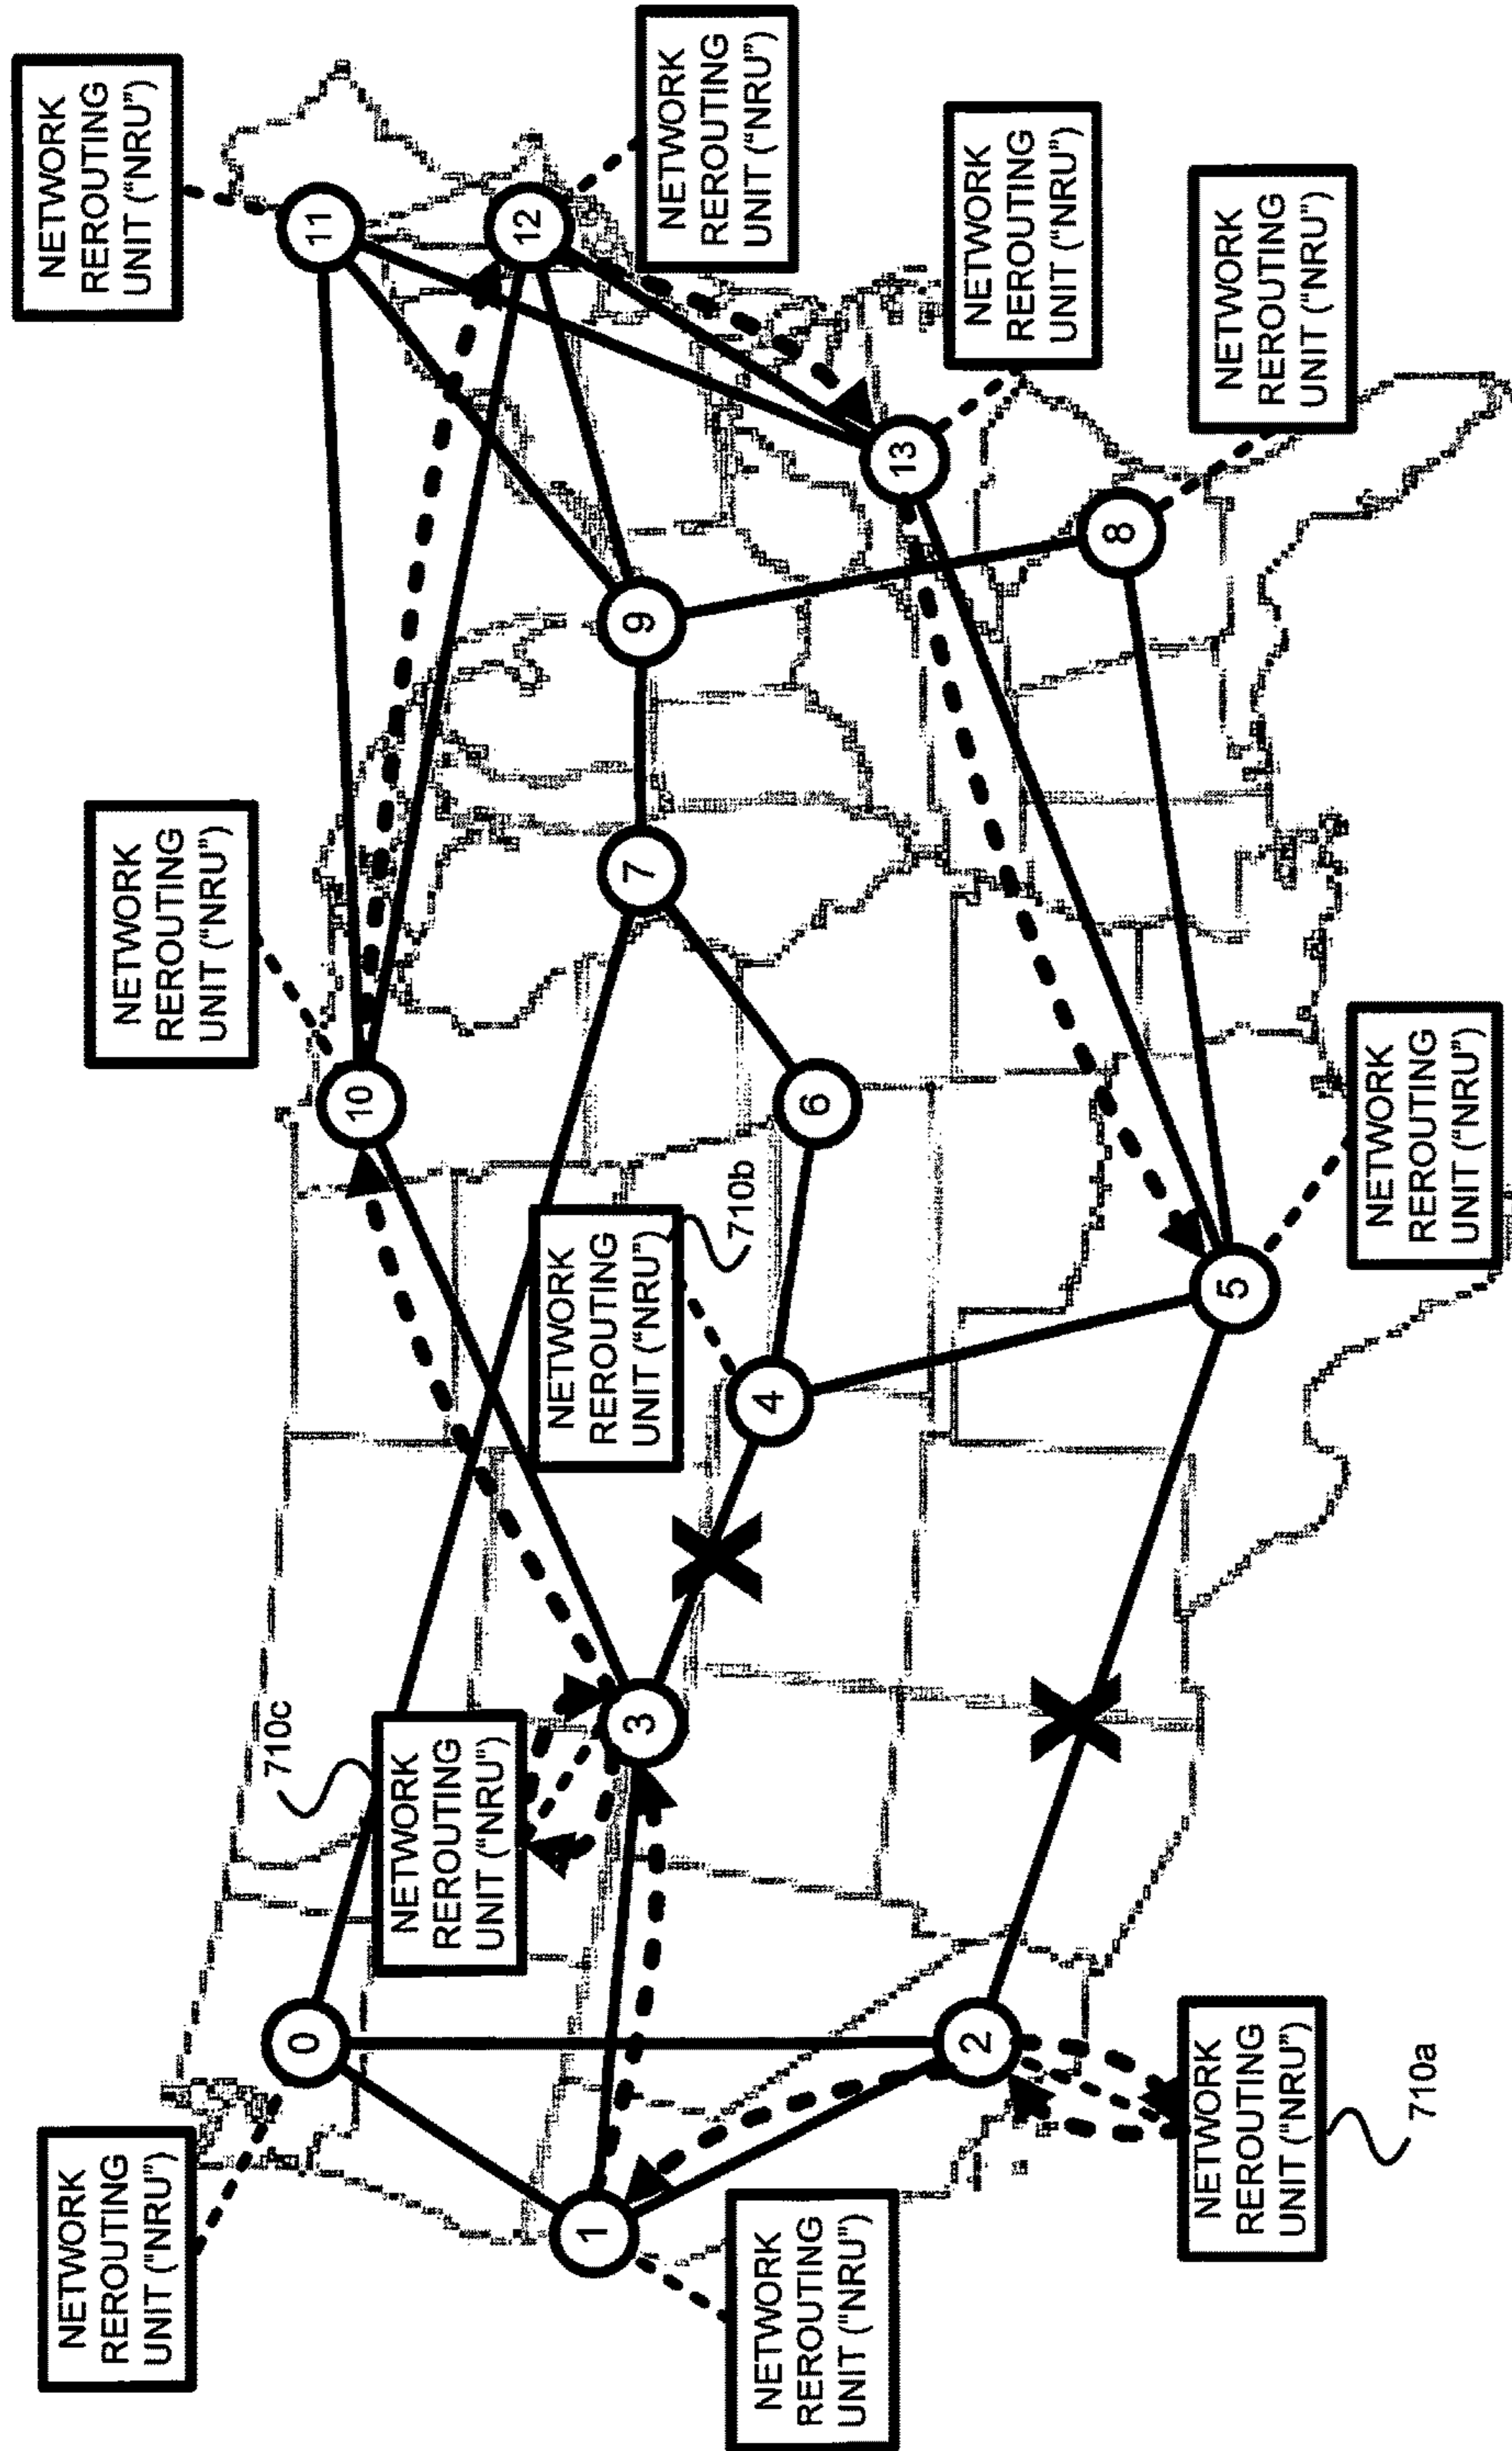 NETWORK
REROUTING
UNIT ("NRU")
NETWORK
REROUTING
UNIT ("NRU")
NETWORK
REROUTING
UNIT ("NRU")
710c
0
10
11
NETWORK
REROUTING
UNIT ("NRU")
NETWORK
REROUTING
UNIT ("NRU")
12
1
3
7
9
NETWORK
REROUTING
UNIT ("NRU")
NETWORK
REROUTING
UNIT ("NRU")
710b
4
6
13
NETWORK
REROUTING
UNIT ("NRU")
2
8
NETWORK
REROUTING
UNIT ("NRU")
5
NETWORK
REROUTING
UNIT ("NRU")
NETWORK
REROUTING
UNIT ("NRU")
710a